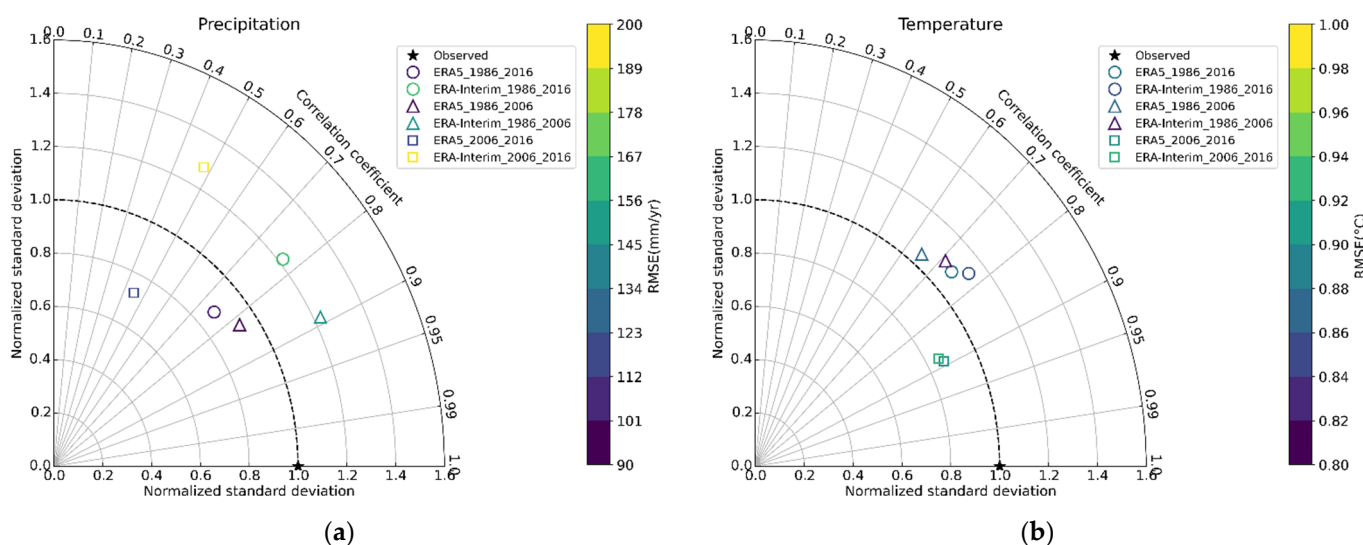 Precipitation
1.6
1.4
1.2
1.0
0.8
0.6
0.4
0.2
0.0
Normalized standard deviation
0.0 0.2 0.4 0.6 0.8 1.0 1.2 1.4 1.6
Normalized standard deviation
0.0 0.1 0.2 0.3 0.4 0.5 0.6 0.7 0.8 0.9 0.95 0.99 1.0
Correlation coefficient
Observed
ERA5_1986_2016
ERA-Interim_1986_2016
ERA5_1986_2006
ERA-Interim_1986_2006
ERA5_2006_2016
ERA-Interim_2006_2016
200
189
178
167
156
145
134
123
112
101
90
RMSE(mm/yr)
(a)
Temperature
1.6
1.4
1.2
1.0
0.8
0.6
0.4
0.2
0.0
Normalized standard deviation
0.0 0.2 0.4 0.6 0.8 1.0 1.2 1.4 1.6
Normalized standard deviation
0.0 0.1 0.2 0.3 0.4 0.5 0.6 0.7 0.8 0.9 0.95 0.99 1.0
Correlation coefficient
Observed
ERA5_1986_2016
ERA-Interim_1986_2016
ERA5_1986_2006
ERA-Interim_1986_2006
ERA5_2006_2016
ERA-Interim_2006_2016
1.00
0.98
0.96
0.94
0.92
0.90
0.88
0.86
0.84
0.82
0.80
RMSE(°C)
(b)